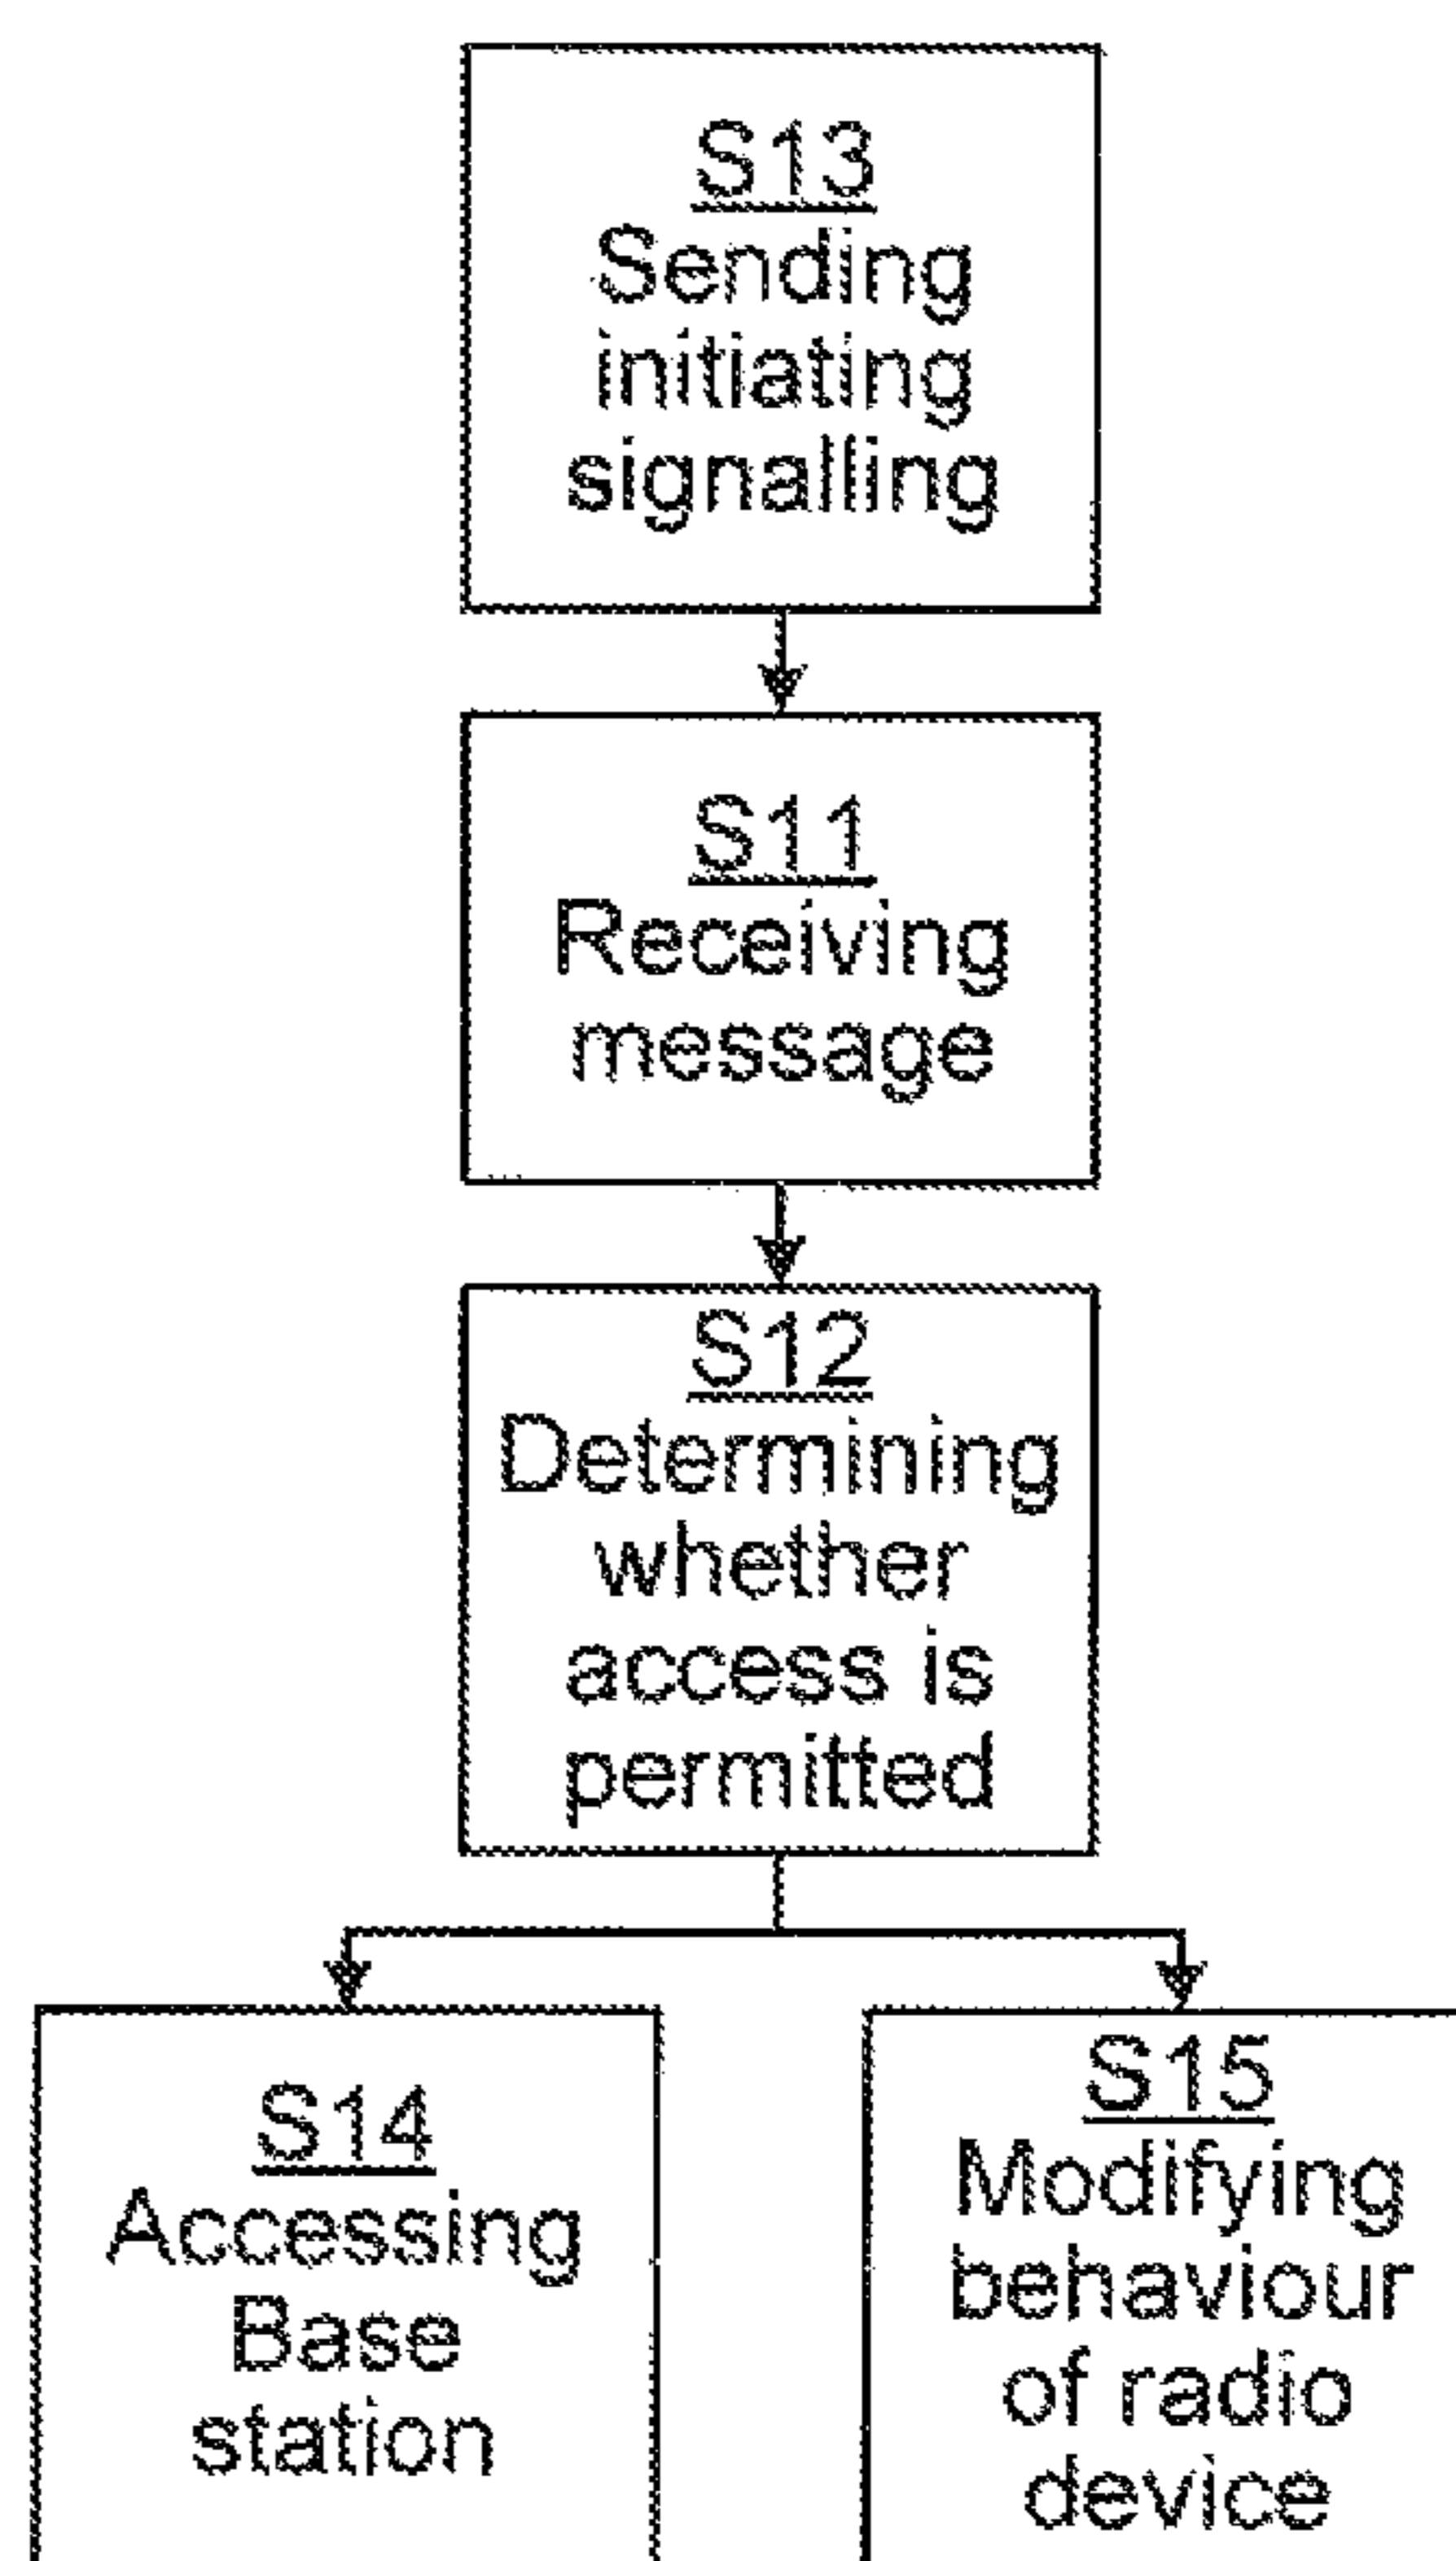 S13
Sending
initiating
signalling
S11
Receiving
message
S12
Determining
whether
access is
permitted
S14
Accessing
Base
station
S15
Modifying
behaviour
of radio
device